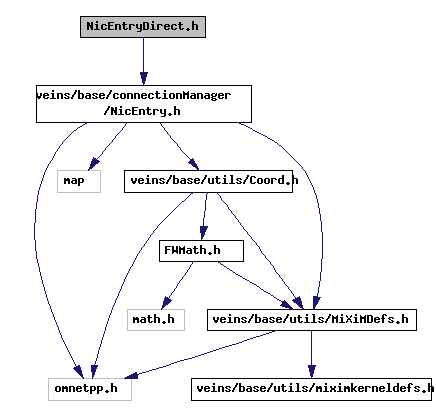 NicEntryDirect.h
veins/base/connectionManager
/NicEntry.h
map
veins/base/utils/Coord.h
FWMath.h
math.h
veins/base/utils/MiXiMDefs.h
omnetpp.h
veins/base/utils/miximkerneldefs.h